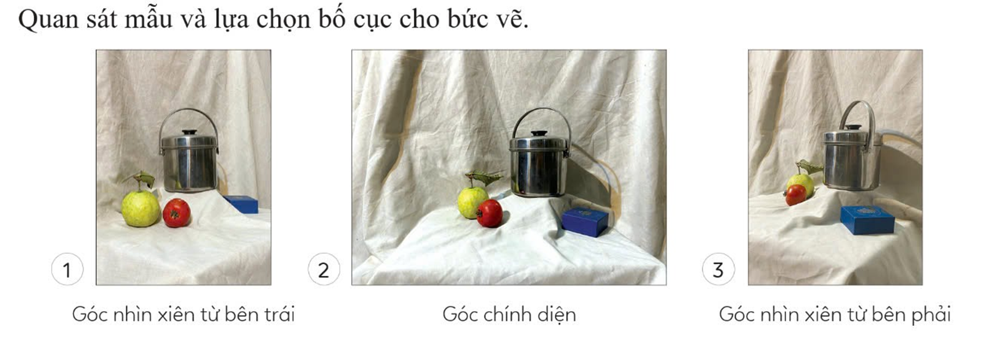 Quan sát mẫu và lựa chọn bố cục cho bức vẽ.
1
2
3
Góc nhìn xiên từ bên trái
Góc chính diện
Góc nhìn xiên từ bên phải